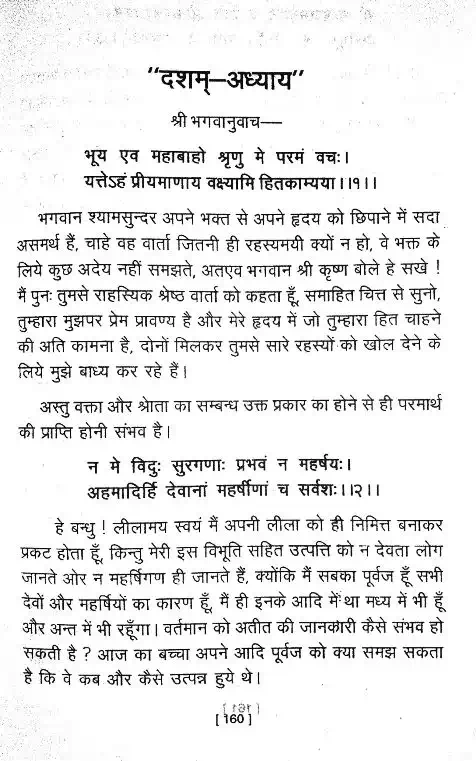 “दशम्–अध्याय”
श्री भगवानुवाच—
भूय एव महाबाहो श्रृणु मे परमं वचः।
यत्तेऽहं प्रीयमाणाय वक्ष्यामि हितकाम्यया।।१।।
भगवान श्यामसुन्दर अपने भक्त से अपने हृदय को छिपाने में सदा
असमर्थ हैं, चाहे वह वार्ता जितनी ही रहस्यमयी क्यों न हो, वे भक्त के
लिये कुछ अदेय नहीं समझते, अतएव भगवान श्री कृष्ण बोले हे सखे !
मैं पुनः तुमसे राहस्यिक श्रेष्ठ वार्ता को कहता हूँ, समाहित चित्त से सुनो,
तुम्हारा मुझपर प्रेम प्रावण्य है और मेरे हृदय में जो तुम्हारा हित चाहने
की अति कामना है, दोनों मिलकर तुमसे सारे रहस्यों को खोल देने के
लिये मुझे बाध्य कर रहे हैं।
अस्तु वक्ता और श्रोता का सम्बन्ध उक्त प्रकार का होने से ही परमार्थ
की प्राप्ति होनी संभव है।
न मे विदुः सुरगणाः प्रभवं न महर्षयः।
अहमादिर्हि देवानां महर्षीणां च सर्वशः।।२।।
हे बन्धु ! लीलामय स्वयं मैं अपनी लीला को ही निमित्त बनाकर
प्रकट होता हूँ, किन्तु मेरी इस विभूति सहित उत्पत्ति को न देवता लोग
जानते ओर न महर्षिगण ही जानते हैं, क्योंकि मैं सबका पूर्वज हूँ सभी
देवों और महर्षियों का कारण हूँ, मैं ही इनके आदि में था मध्य में भी हूँ
और अन्त में भी रहूँगा। वर्तमान को अतीत की जानकारी कैसे संभव हो
सकती है ? आज का बच्चा अपने आदि पूर्वज को क्या समझ सकता
है कि वे कब और कैसे उत्पन्न हुये थे।
[ 160 ]